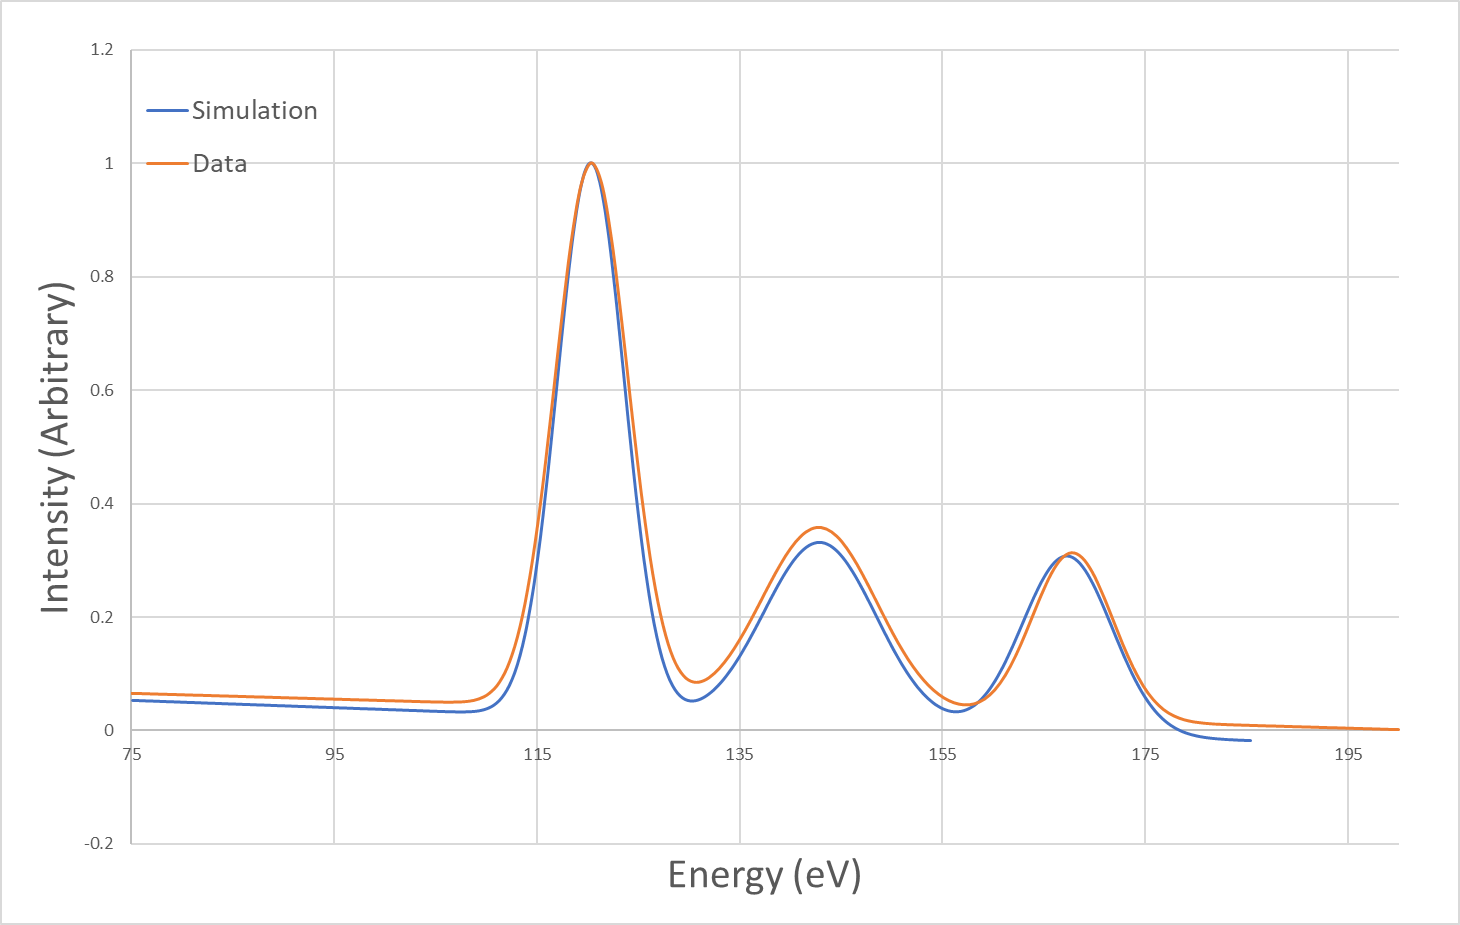 1.2
Simulation
1
Data
0.8
0.6
0.4
0.2
0
75 95 115 135 155 175 195
-0.2
Intensity (Arbitrary)
Energy (eV)